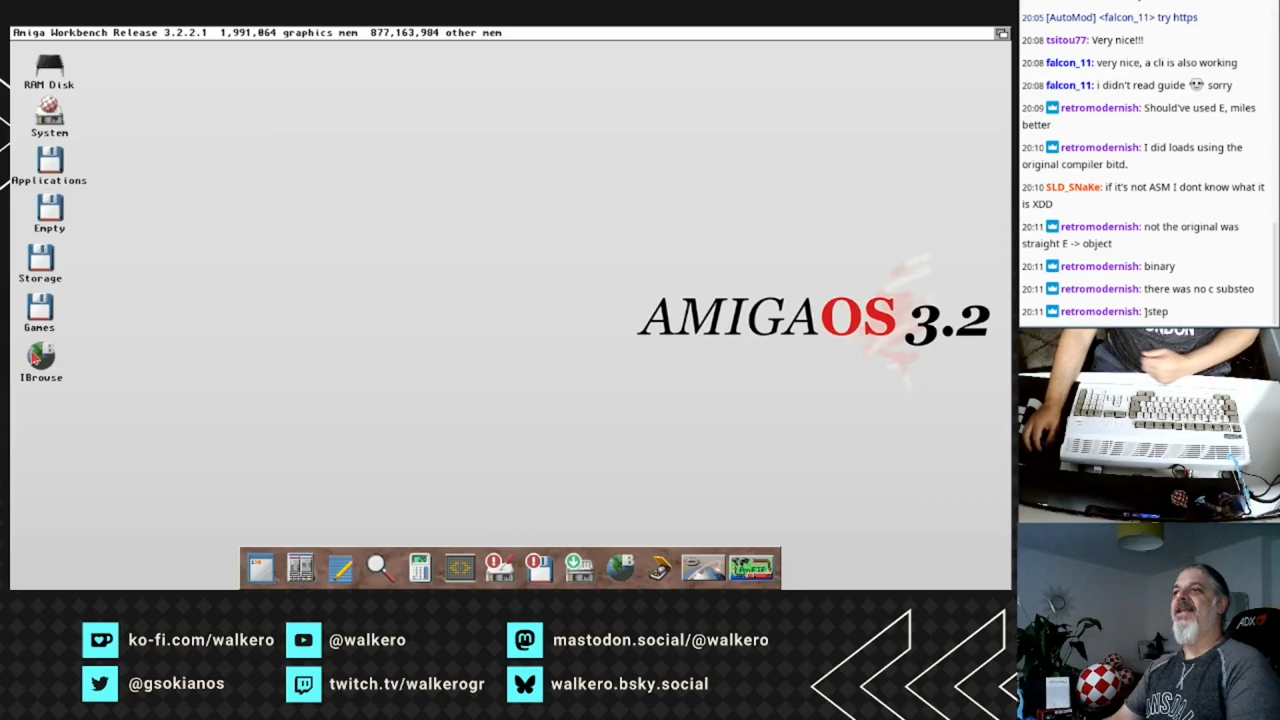 Amiga Workbench Release 3.2.2.1  1,991,064 graphics mem  877,163,984 other mem
RAM Disk
System
Applications
Empty
Storage
Games
IBrowse
AMIGAOS 3.2
20:05 [AutoMod] <falcon_11> try https
20:08 tsitou77: Very nice!!!
20:08 falcon_11: very nice, a cli is also working
20:08 falcon_11: i didn't read guide sorry
20:09 retromodernish: Should've used E, miles
better
20:10 retromodernish: I did loads using the
original compiler bitd.
20:10 SLD_SNaKe: if it's not ASM I dont know what it
is XDD
20:11 retromodernish: not the original was
straight E -> object
20:11 retromodernish: binary
20:11 retromodernish: there was no c substeo
20:11 retromodernish: ]step
ADX
ko-fi.com/walkero
@walkero
mastodon.social/@walkero
@gsokianos
twitch.tv/walkerogr
walkero.bsky.social